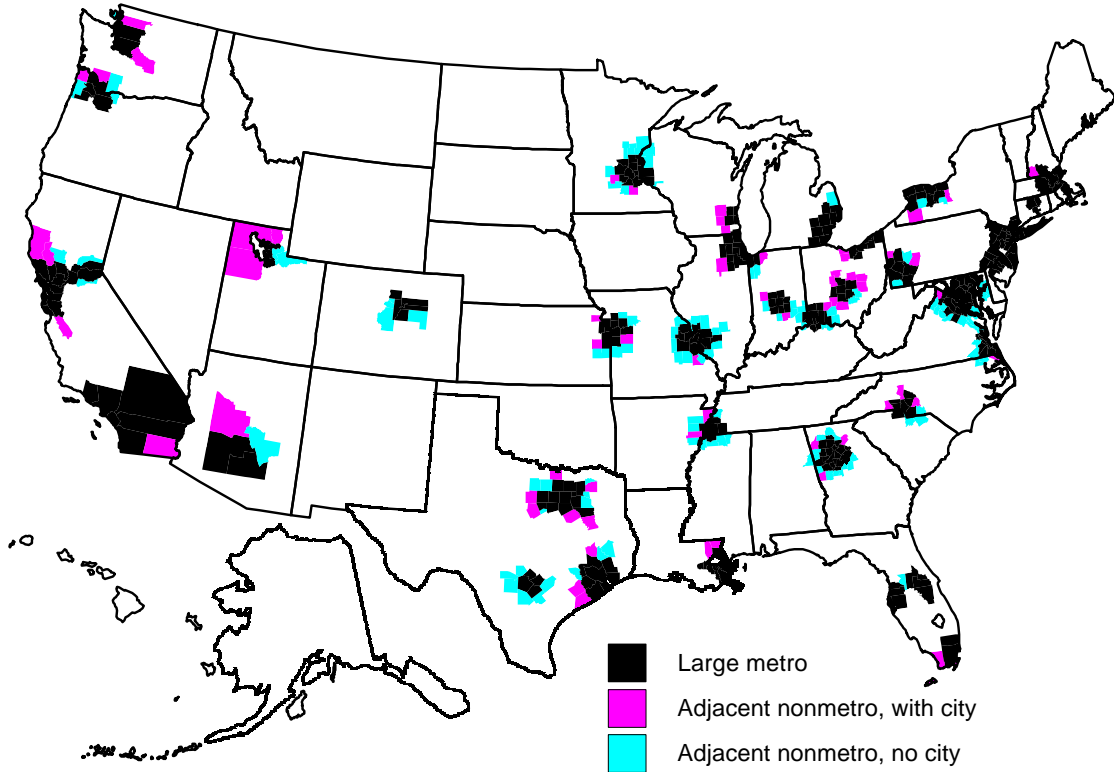 Large metro
Adjacent nonmetro, with city
Adjacent nonmetro, no city